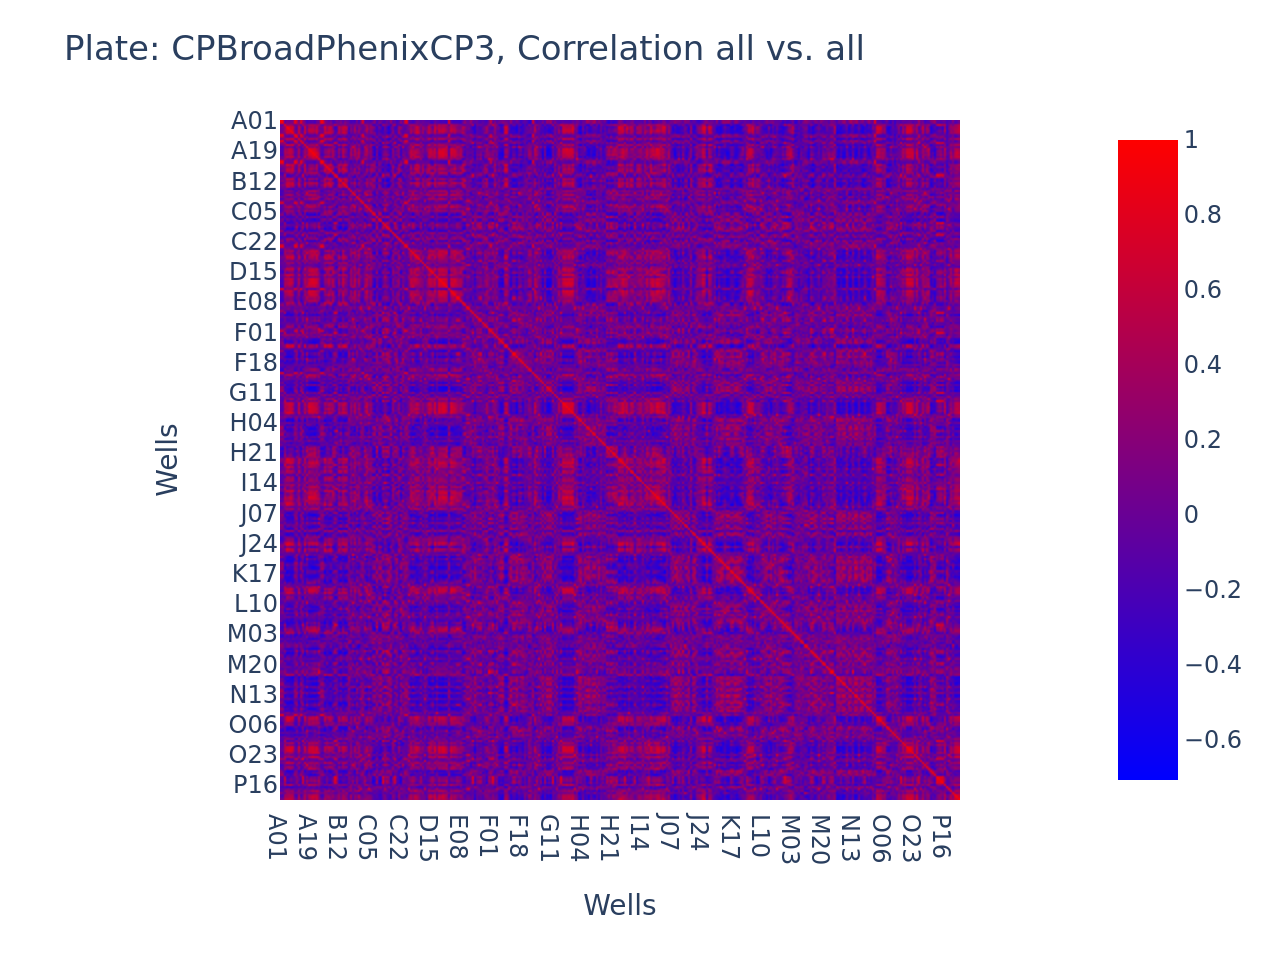 Plate: CPBroadPhenixCP3, Correlation all vs. all
A01
A19
B12
C05
C22
D15
E08
F01
F18
G11
H04
H21
I14
J07
J24
K17
L10
M03
M20
N13
O06
O23
P16
Wells
A01
A19
B12
C05
C22
D15
E08
F01
F18
G11
H04
H21
I14
J07
J24
K17
L10
M03
M20
N13
O06
O23
P16
Wells
1
0.8
0.6
0.4
0.2
0
−0.2
−0.4
−0.6